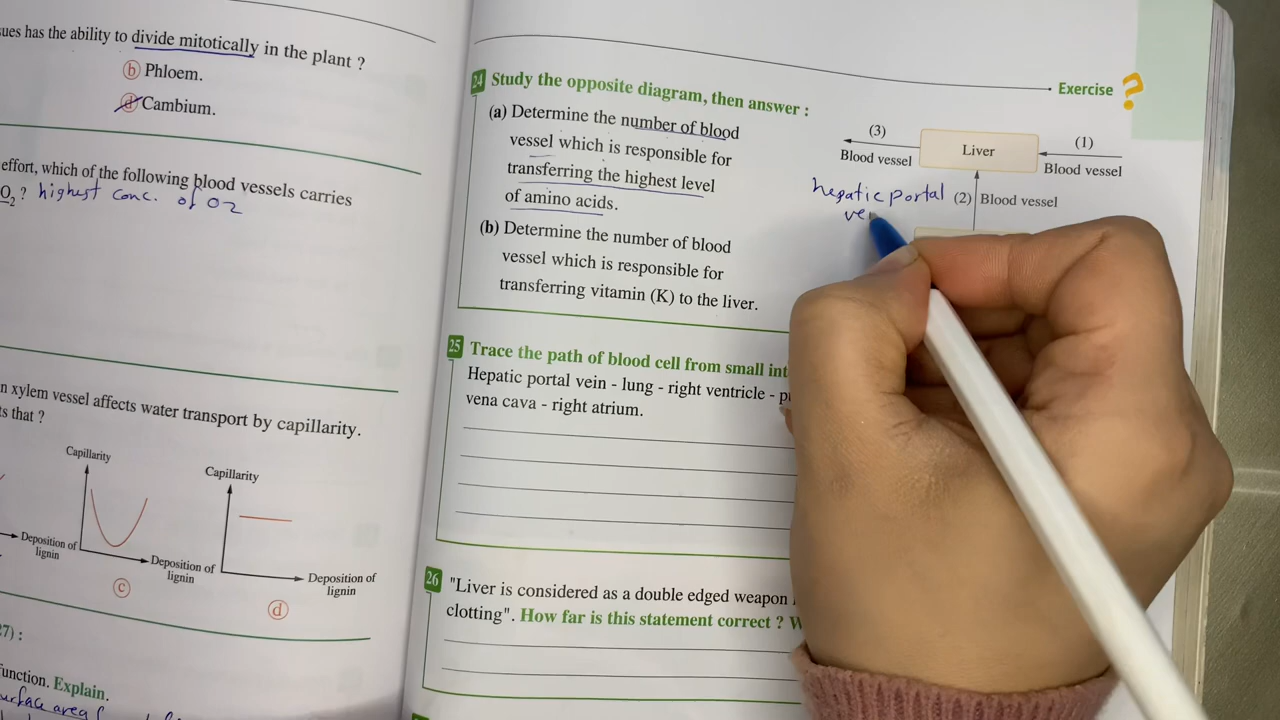 ues has the ability to divide mitotically in the plant ?
b Phloem.
d Cambium.
effort, which of the following blood vessels carries
O2 ? highest conc. of O2
n xylem vessel affects water transport by capillarity.
ts that ?
Capillarity
Deposition of
lignin
Capillarity
Deposition of
lignin
Deposition of
lignin
c
d
27) :
function. Explain.
urface area
Exercise ?
24 Study the opposite diagram, then answer :
(a) Determine the number of blood
vessel which is responsible for
transferring the highest level
of amino acids.
(b) Determine the number of blood
vessel which is responsible for
transferring vitamin (K) to the liver.
(3)
Blood vessel
Liver
(1)
Blood vessel
hepatic portal
ve
(2) Blood vessel
25 Trace the path of blood cell from small int
Hepatic portal vein - lung - right ventricle - p
vena cava - right atrium.
26 "Liver is considered as a double edged weapon
clotting". How far is this statement correct ? W